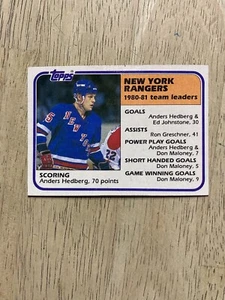 Topps
NEW YORK
RANGERS
1980-81 team leaders
GOALS
Anders Hedberg &
Ed Johnstone, 30
ASSISTS
Ron Greschner, 41
POWER PLAY GOALS
Anders Hedberg &
Don Maloney, 7
SHORT HANDED GOALS
Don Maloney, 5
GAME WINNING GOALS
Don Maloney, 9
SCORING
Anders Hedberg, 70 points